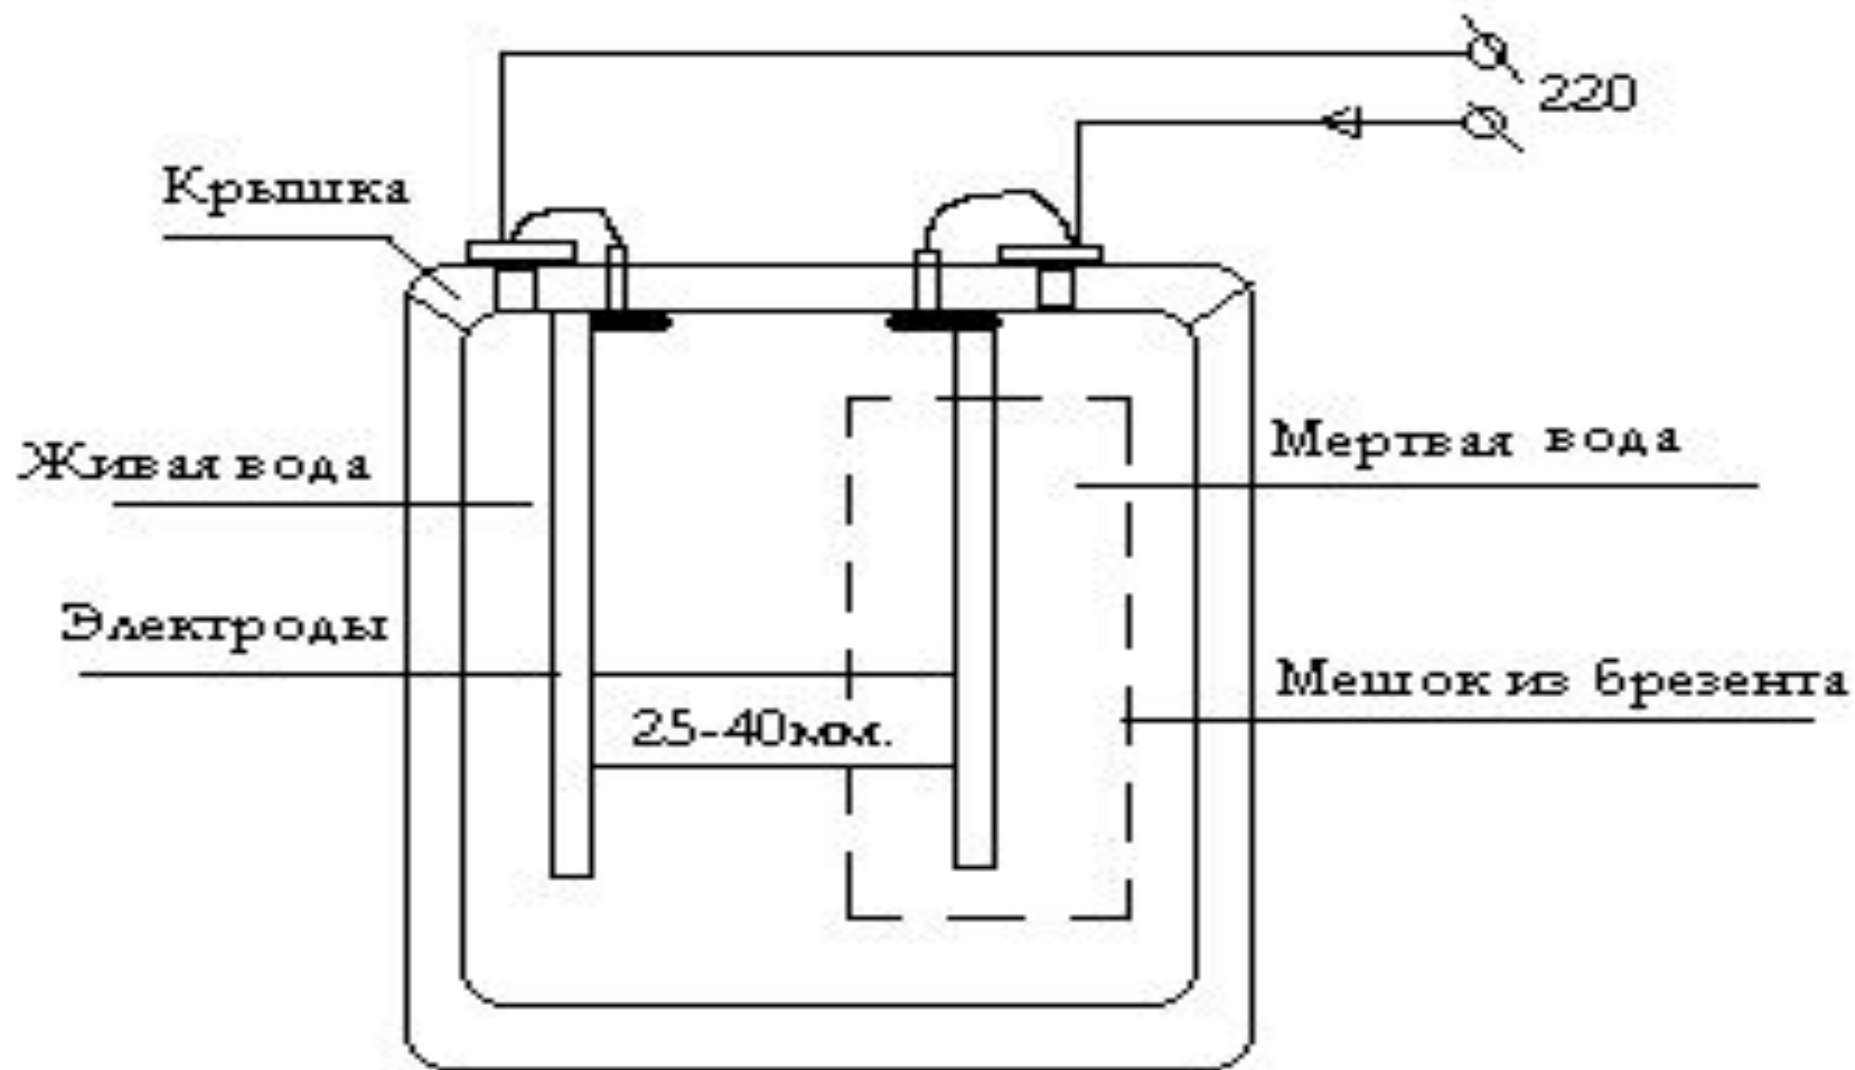 220
Крышка
Живая вода
Мертвая вода
Электроды
Мешок из брезента
25-40мм.